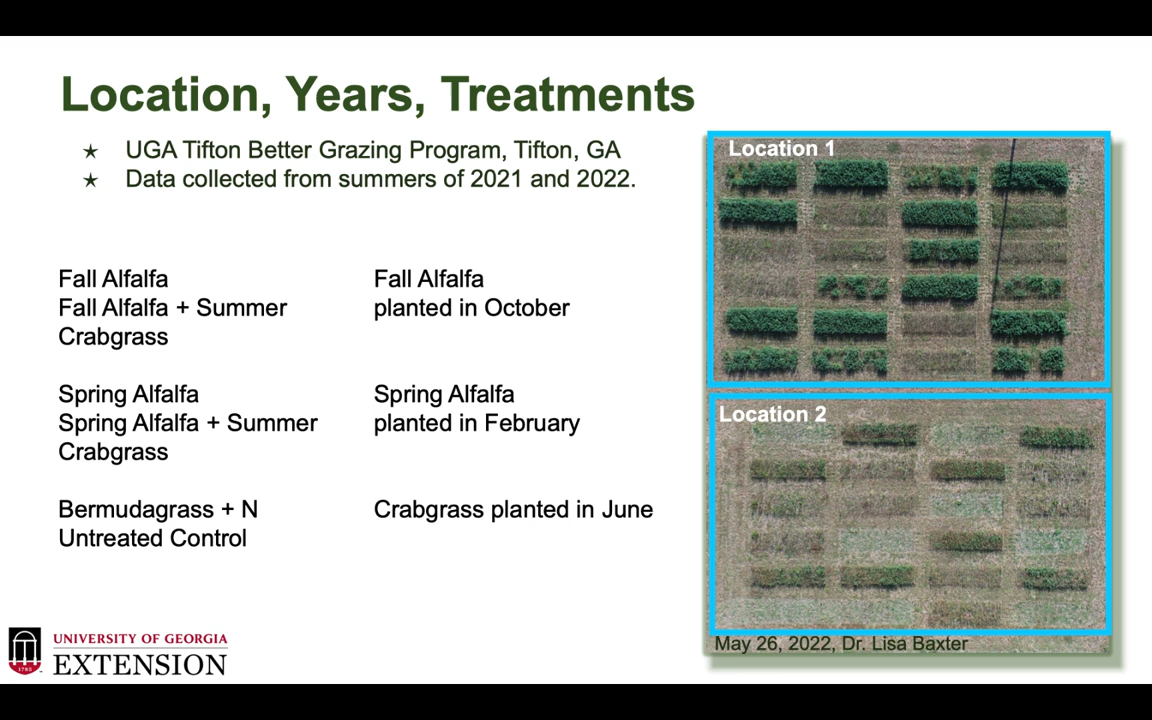 Location, Years, Treatments
★ UGA Tifton Better Grazing Program, Tifton, GA
★ Data collected from summers of 2021 and 2022.
Fall Alfalfa
Fall Alfalfa + Summer
Crabgrass
Fall Alfalfa
planted in October
Spring Alfalfa
Spring Alfalfa + Summer
Crabgrass
Spring Alfalfa
planted in February
Bermudagrass + N
Untreated Control
Crabgrass planted in June
Location 1
Location 2
May 26, 2022, Dr. Lisa Baxter
1785
UNIVERSITY OF GEORGIA
EXTENSION